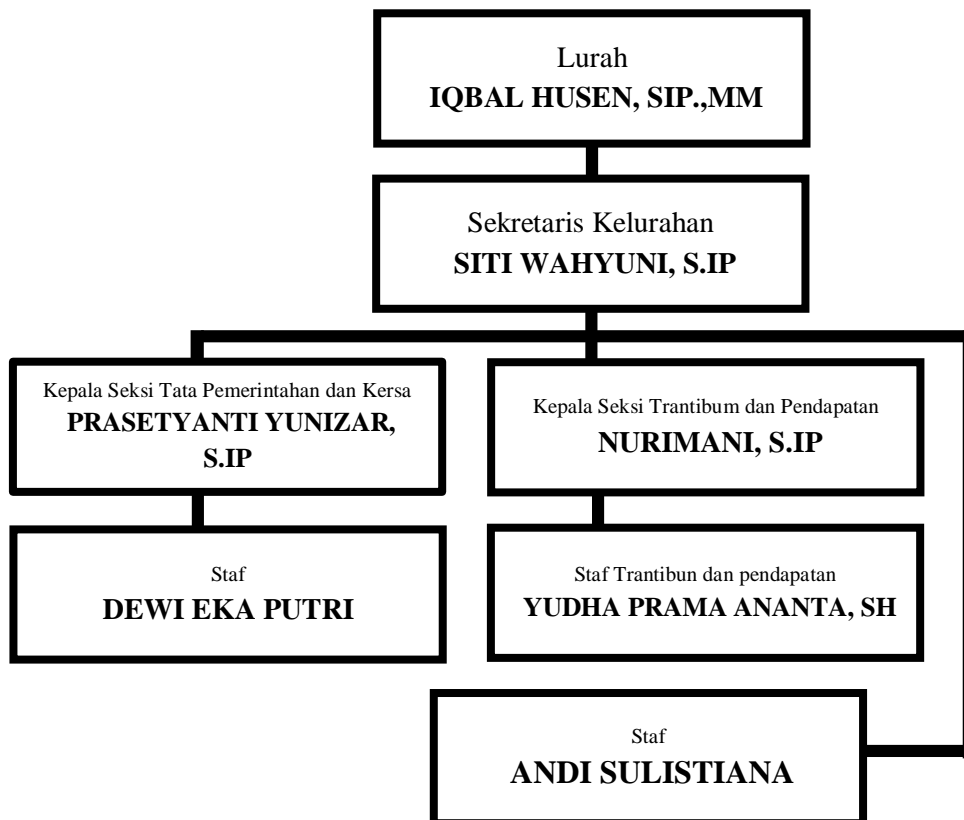 Lurah
IQBAL HUSEN, SIP.,MM
Sekretaris Kelurahan
SITI WAHYUNI, S.IP
Kepala Seksi Tata Pemerintahan dan Kersa
PRASETYANTI YUNIZAR,
S.IP
Kepala Seksi Trantibum dan Pendapatan
NURIMANI, S.IP
Staf
DEWI EKA PUTRI
Staf Trantibun dan pendapatan
YUDHA PRAMA ANANTA, SH
Staf
ANDI SULISTIANA